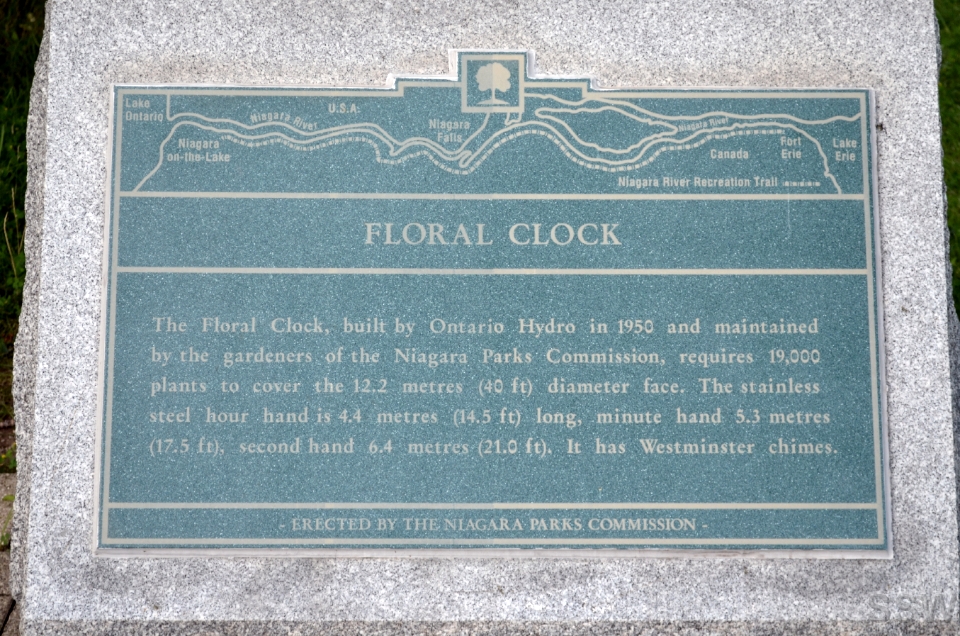 Lake
Ontario
U.S.A.
Niagara River
Niagara
Falls
Niagara River
Niagara
on-the-Lake
Canada
Fort
Erie
Lake
Erie
Niagara River Recreation Trail
FLORAL CLOCK
The Floral Clock, built by Ontario Hydro in 1950 and maintained
by the gardeners of the Niagara Parks Commission, requires 19,000
plants to cover the 12.2 metres (40 ft) diameter face. The stainless
steel hour hand is 4.4 metres (14.5 ft) long, minute hand 5.3 metres
(17.5 ft), second hand 6.4 metres (21.0 ft). It has Westminster chimes.
- ERECTED BY THE NIAGARA PARKS COMMISSION -